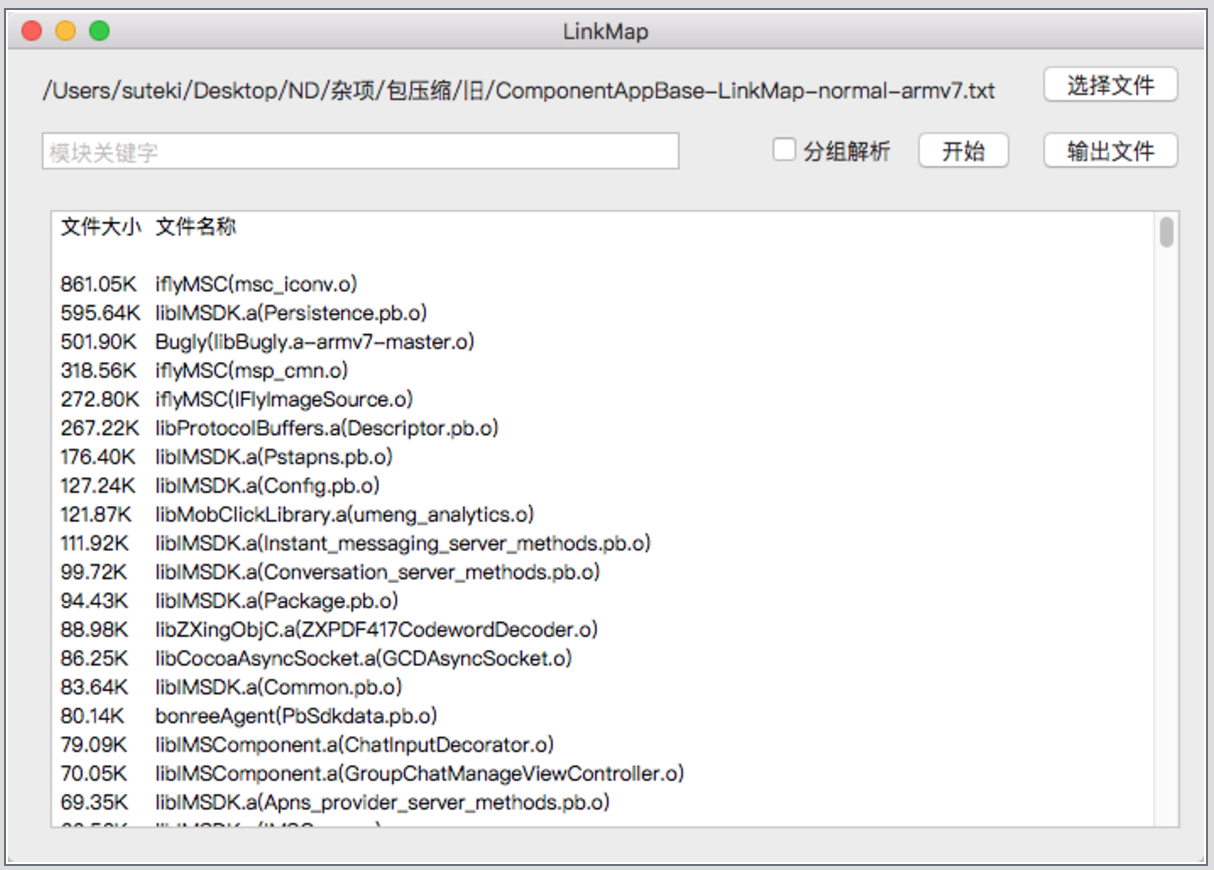 LinkMap
/Users/suteki/Desktop/ND/杂项/包压缩/旧/ComponentAppBase-LinkMap-normal-armv7.txt 选择文件
模块关键字 分组解析 开始 输出文件
文件大小 文件名称
861.05K iflyMSC(msc_iconv.o)
595.64K libIMSDK.a(Persistence.pb.o)
501.90K Bugly(libBugly.a-armv7-master.o)
318.56K iflyMSC(msp_cmn.o)
272.80K iflyMSC(IFlyImageSource.o)
267.22K libProtocolBuffers.a(Descriptor.pb.o)
176.40K libIMSDK.a(Pstapns.pb.o)
127.24K libIMSDK.a(Config.pb.o)
121.87K libMobClickLibrary.a(umeng_analytics.o)
111.92K libIMSDK.a(Instant_messaging_server_methods.pb.o)
99.72K libIMSDK.a(Conversation_server_methods.pb.o)
94.43K libIMSDK.a(Package.pb.o)
88.98K libZXingObjC.a(ZXPDF417CodewordDecoder.o)
86.25K libCocoaAsyncSocket.a(GCDAsyncSocket.o)
83.64K libIMSDK.a(Common.pb.o)
80.14K bonreeAgent(PbSdkdata.pb.o)
79.09K libIMSComponent.a(ChatInputDecorator.o)
70.05K libIMSComponent.a(GroupChatManageViewController.o)
69.35K libIMSDK.a(Apns_provider_server_methods.pb.o)